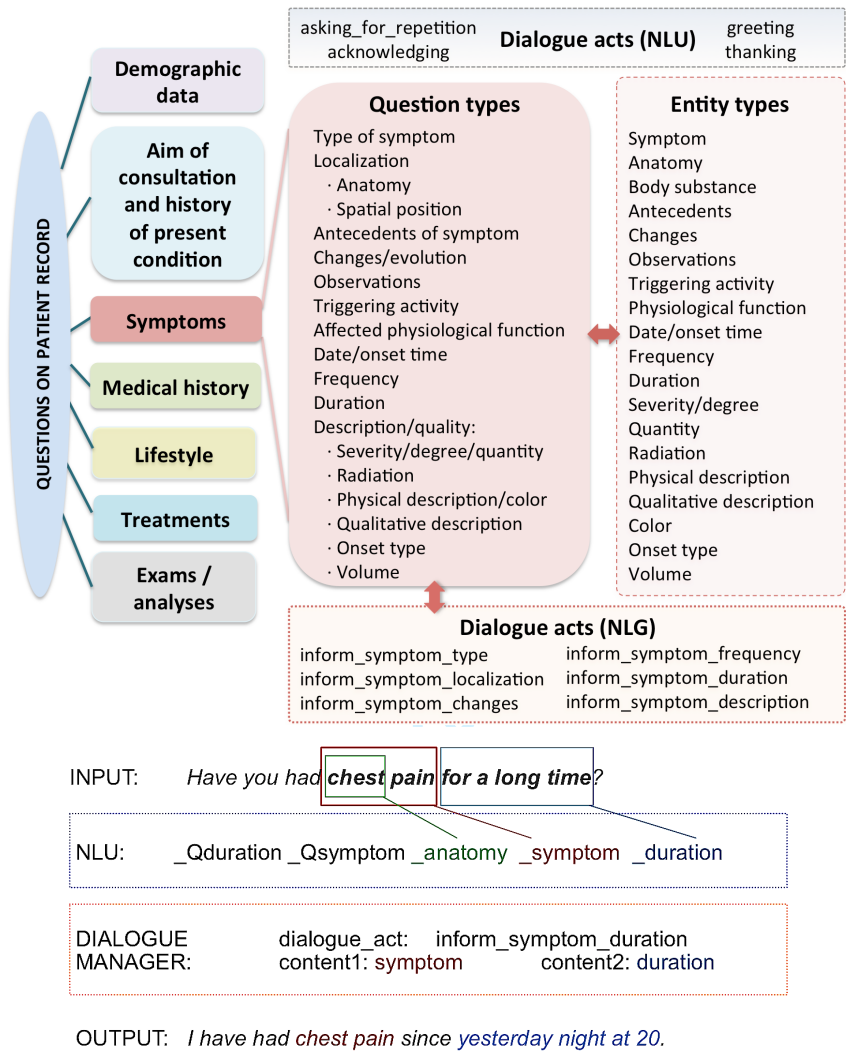 asking_for_repetition
acknowledging
Dialogue acts (NLU)
greeting
thanking
QUESTIONS ON PATIENT RECORD
Demographic
data
Aim of
consultation
and history
of present
condition
Symptoms
Medical history
Lifestyle
Treatments
Exams /
analyses
Question types
Type of symptom
Localization
· Anatomy
· Spatial position
Antecedents of symptom
Changes/evolution
Observations
Triggering activity
Affected physiological function
Date/onset time
Frequency
Duration
Description/quality:
· Severity/degree/quantity
· Radiation
· Physical description/color
· Qualitative description
· Onset type
· Volume
Entity types
Symptom
Anatomy
Body substance
Antecedents
Changes
Observations
Triggering activity
Physiological function
Date/onset time
Frequency
Duration
Severity/degree
Quantity
Radiation
Physical description
Qualitative description
Color
Onset type
Volume
Dialogue acts (NLG)
inform_symptom_type
inform_symptom_localization
inform_symptom_changes
inform_symptom_frequency
inform_symptom_duration
inform_symptom_description
INPUT: Have you had chest pain for a long time?
NLU: _Qduration _Qsymptom _anatomy _symptom _duration
DIALOGUE dialogue_act: inform_symptom_duration
MANAGER: content1: symptom content2: duration
OUTPUT: I have had chest pain since yesterday night at 20.